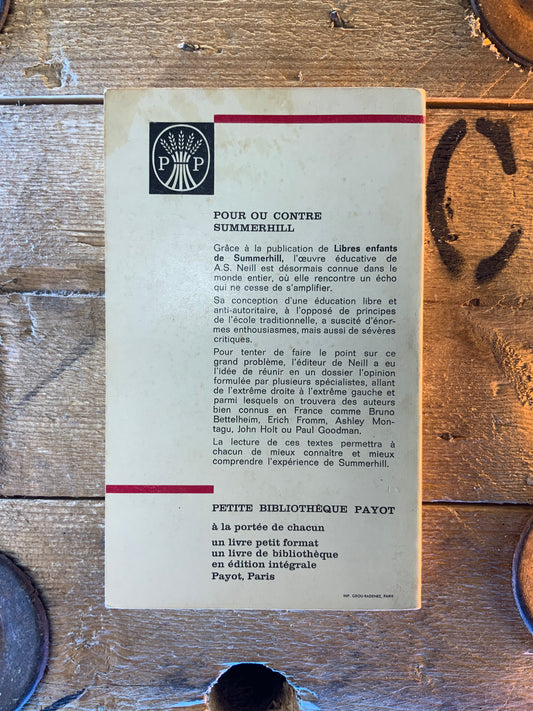 P P
POUR OU CONTRE
SUMMERHILL
Grâce à la publication de Libres enfants
de Summerhill, l'œuvre éducative de
A.S. Neill est désormais connue dans le
monde entier, où elle rencontre un écho
qui ne cesse de s'amplifier.
Sa conception d'une éducation libre et
anti-autoritaire, à l'opposé de principes
de l'école traditionnelle, a suscité d'énor-
mes enthousiasmes, mais aussi de sévères
critiques.
Pour tenter de faire le point sur ce
grand problème, l'éditeur de Neill a eu
l'idée de réunir en un dossier l'opinion
formulée par plusieurs spécialistes, allant
de l'extrême droite à l'extrême gauche et
parmi lesquels on trouvera des auteurs
bien connus en France comme Bruno
Bettelheim, Erich Fromm, Ashley Mon-
tagu, John Holt ou Paul Goodman.
La lecture de ces textes permettra à
chacun de mieux connaître et mieux
comprendre l'expérience de Summerhill.
PETITE BIBLIOTHÈQUE PAYOT
à la portée de chacun
un livre petit format
un livre de bibliothèque
en édition intégrale
Payot, Paris
IMP. GROU-RADENEZ, PARIS